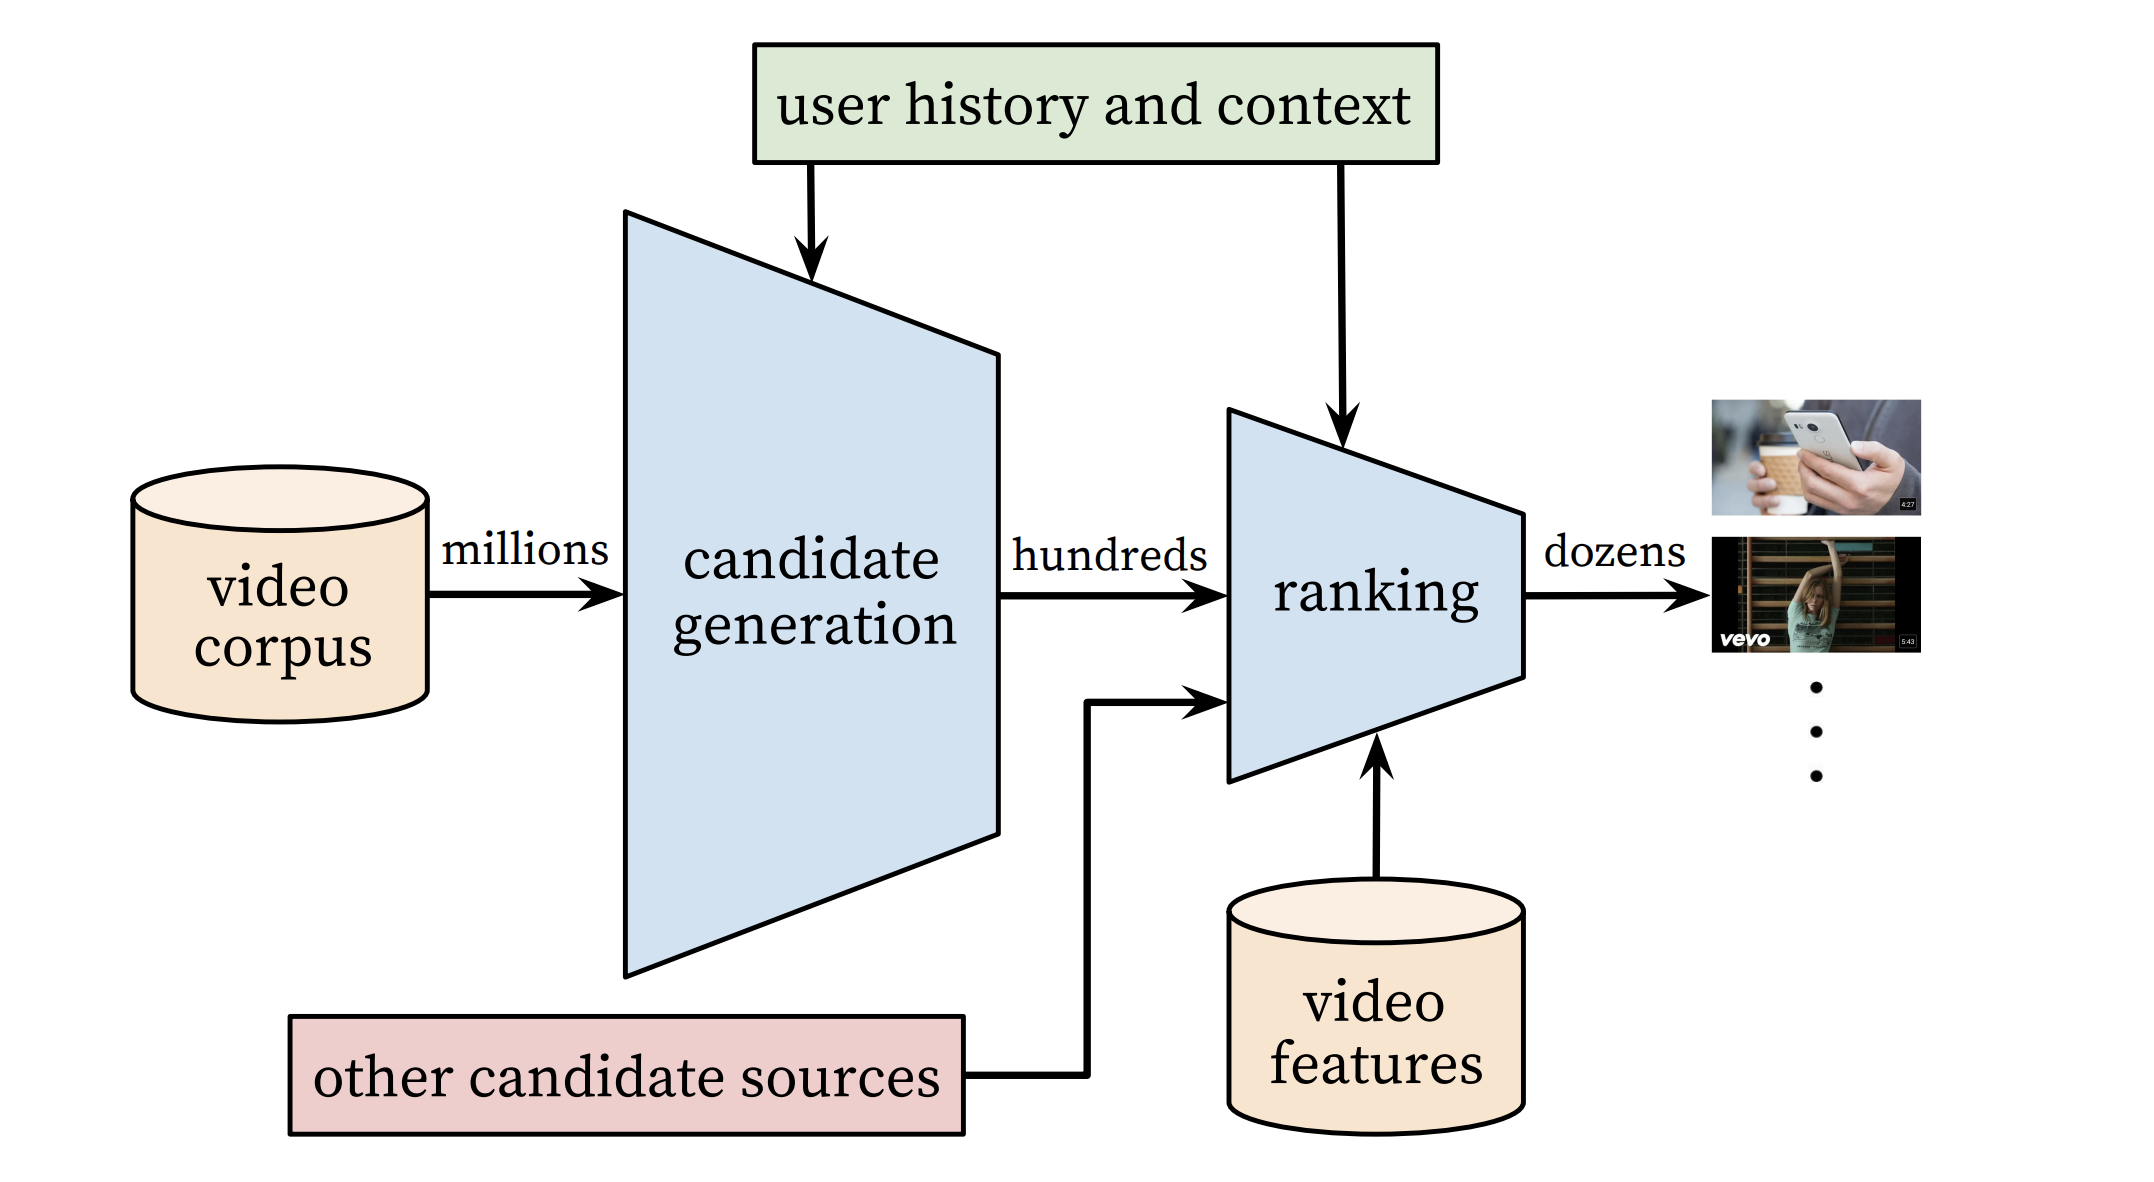 user history and context
video
corpus
millions
candidate
generation
hundreds
ranking
dozens
4:27
vevo
5:43
other candidate sources
video
features